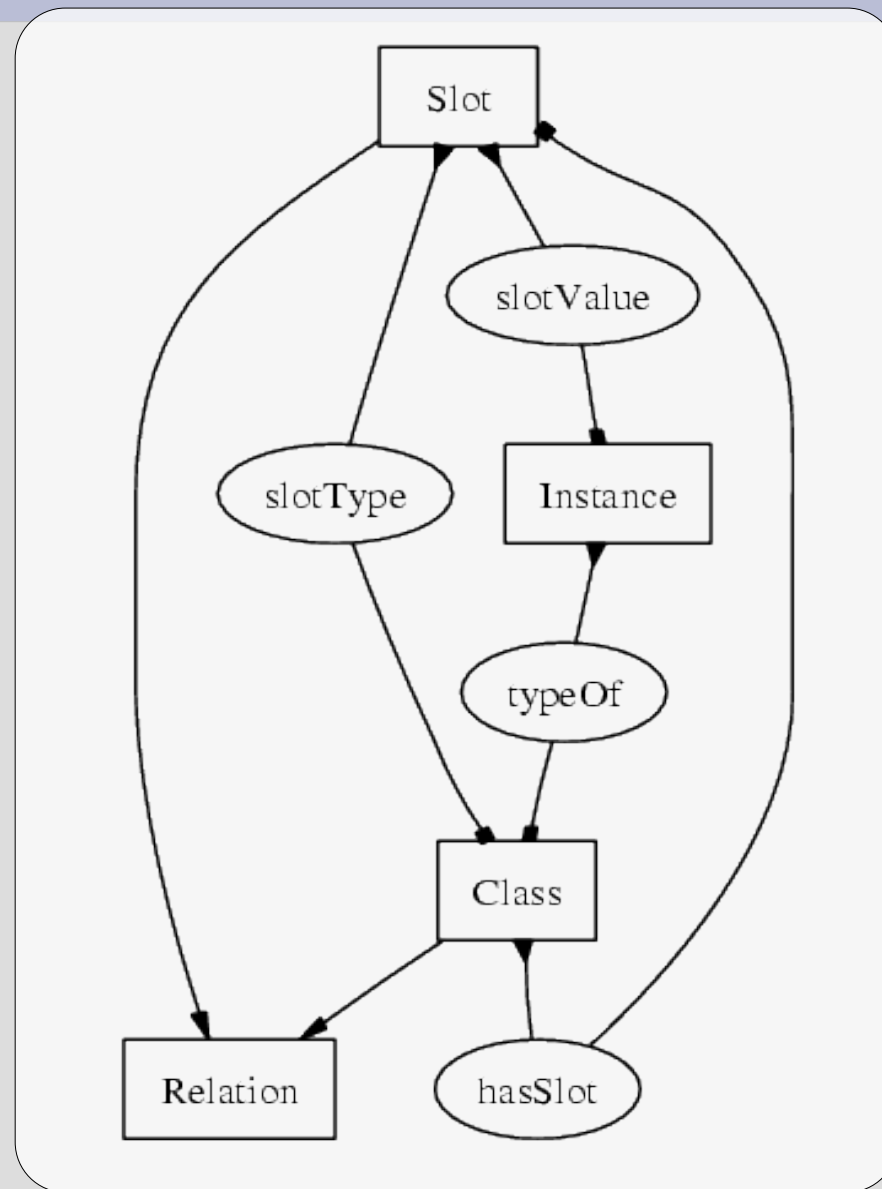 Slot
slotValue
slotType
Instance
typeOf
Class
Relation
hasSlot